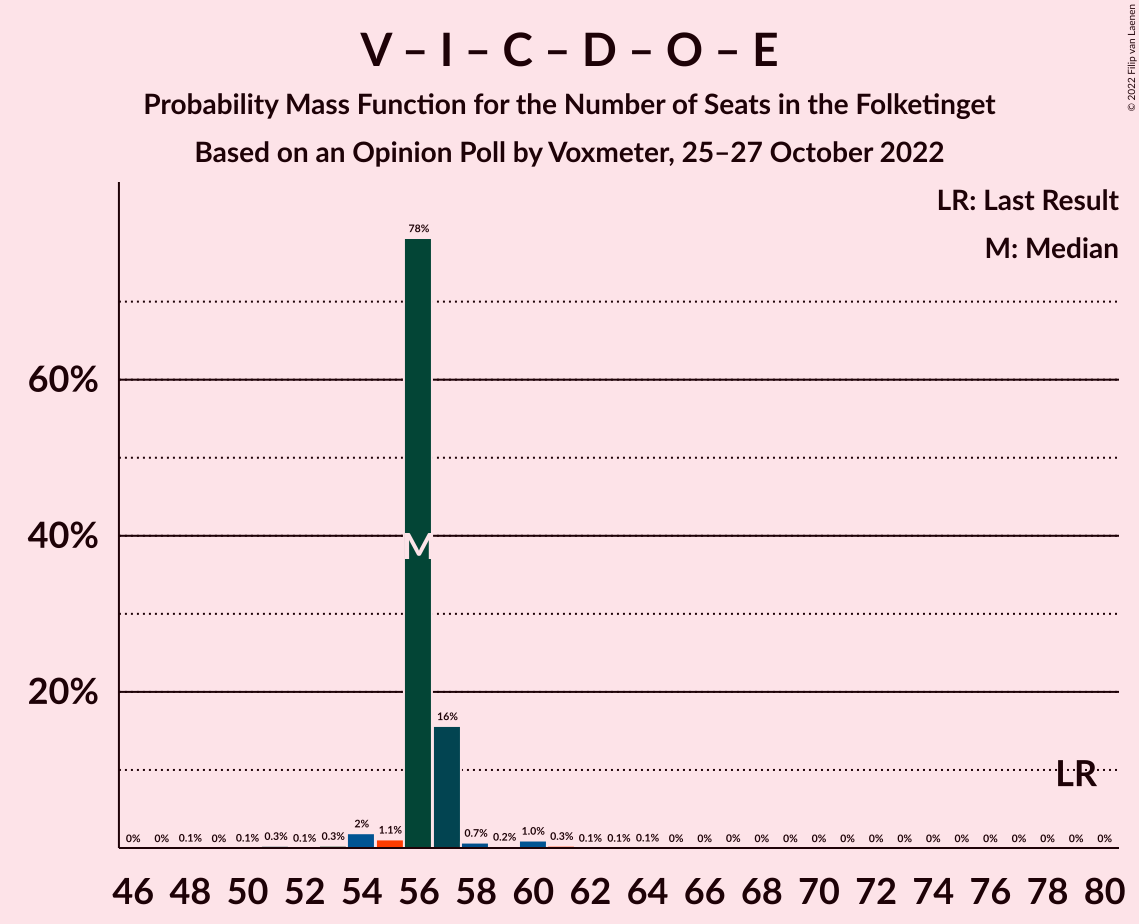 V – I – C – D – O – E
Probability Mass Function for the Number of Seats in the Folketinget
Based on an Opinion Poll by Voxmeter, 25–27 October 2022
© 2022 Filip van Laenen
LR: Last Result
M: Median
60%
40%
20%
0% 0% 0.1% 0% 0.1% 0.3% 0.1% 0.3% 2% 1.1% 78% 16% 0.7% 0.2% 1.0% 0.3% 0.1% 0.1% 0.1% 0% 0% 0% 0% 0% 0% 0% 0% 0% 0% 0% 0% 0% 0% 0% 0%
M
LR
46 48 50 52 54 56 58 60 62 64 66 68 70 72 74 76 78 80